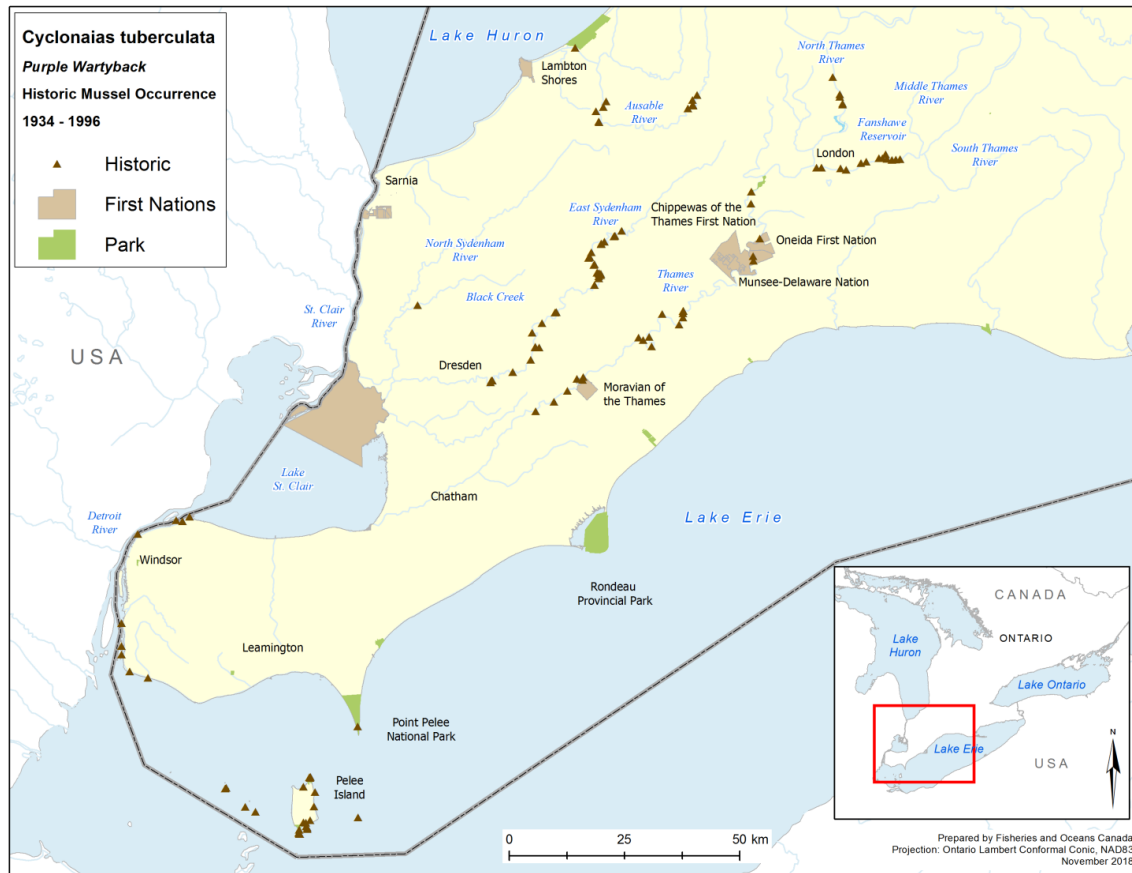 Cyclonaias tuberculata
Purple Wartyback
Historic Mussel Occurrence
1934 - 1996
Historic
First Nations
Park
Lake Huron
Lambton
Shores
Ausable
River
North Thames
River
Middle Thames
River
Fanshawe
Reservoir
South Thames
River
London
Sarnia
East Sydenham
River
Chippewas of the
Thames First Nation
Oneida First Nation
Munsee-Delaware Nation
North Sydenham
River
Black Creek
Thames
River
St. Clair
River
USA
Dresden
Moravian of
the Thames
Lake
St. Clair
Chatham
Detroit
River
Lake Erie
Windsor
Rondeau
Provincial Park
Leamington
Point Pelee
National Park
Pelee
Island
0 25 50 km
CANADA
ONTARIO
Lake
Huron
Lake Ontario
Lake Erie
USA
N
Prepared by Fisheries and Oceans Canada
Projection: Ontario Lambert Conformal Conic, NAD83
November 2018